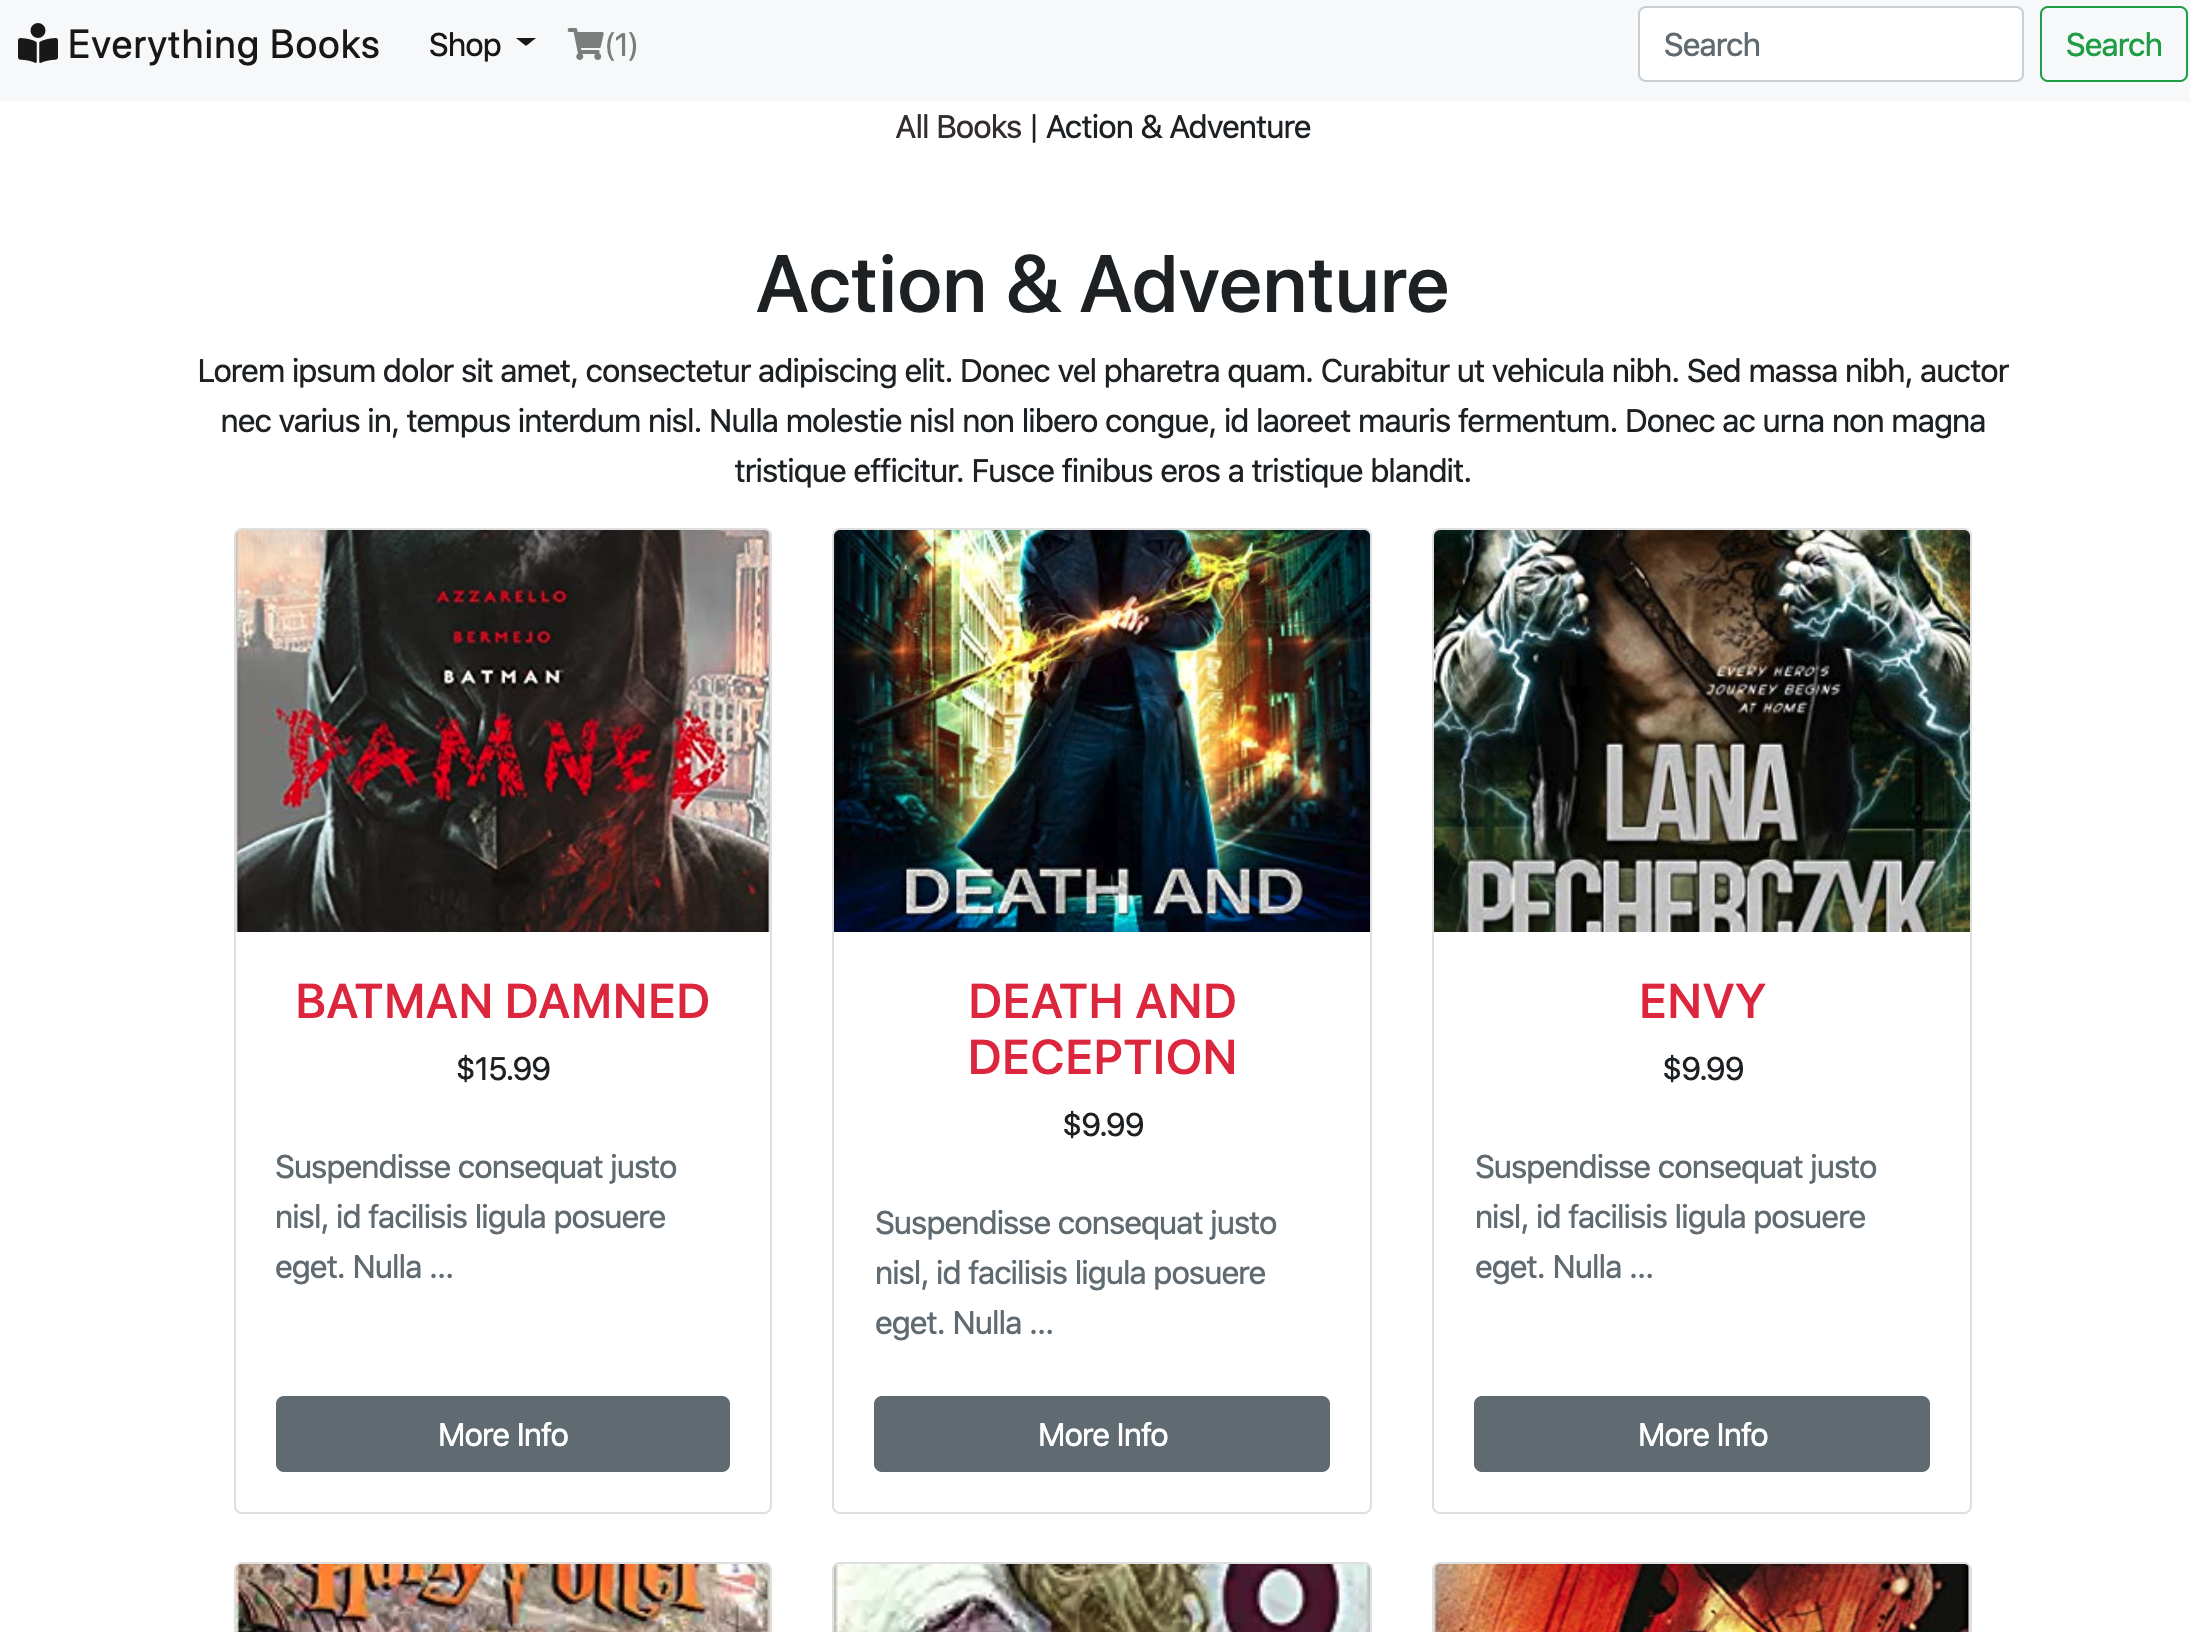 Everything Books Shop (1) Search Search
All Books | Action & Adventure
Action & Adventure
Lorem ipsum dolor sit amet, consectetur adipiscing elit. Donec vel pharetra quam. Curabitur ut vehicula nibh. Sed massa nibh, auctor
nec varius in, tempus interdum nisl. Nulla molestie nisl non libero congue, id laoreet mauris fermentum. Donec ac urna non magna
tristique efficitur. Fusce finibus eros a tristique blandit.
AZZARELLO
BERMEJO
BATMAN
DAMNED
DEATH AND
EVERY HERO'S
JOURNEY BEGINS
AT HOME
LANA
PECHERCZYK
BATMAN DAMNED
$15.99
Suspendisse consequat justo
nisl, id facilisis ligula posuere
eget. Nulla ...
More Info
DEATH AND
DECEPTION
$9.99
Suspendisse consequat justo
nisl, id facilisis ligula posuere
eget. Nulla ...
More Info
ENVY
$9.99
Suspendisse consequat justo
nisl, id facilisis ligula posuere
eget. Nulla ...
More Info
Harry Potter